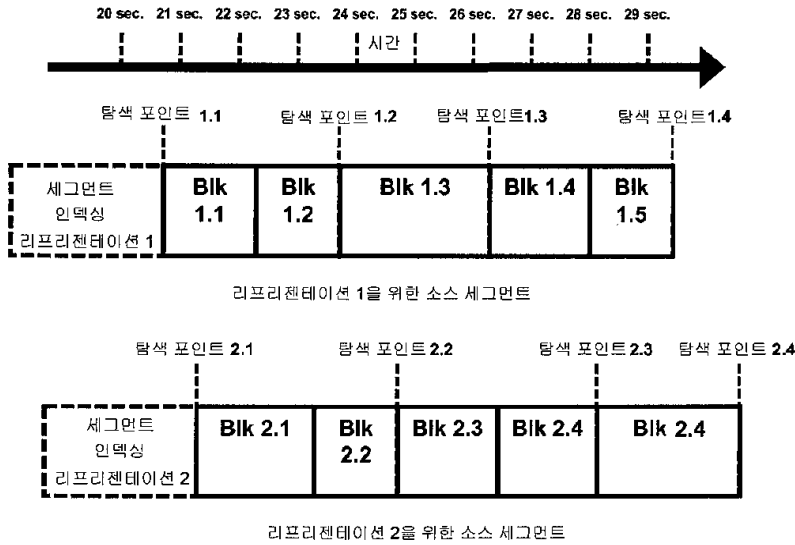 20 sec. 21 sec. 22 sec. 23 sec. 24 sec. 25 sec. 26 sec. 27 sec. 28 sec. 29 sec.
시간
탐색 포인트 1.1 탐색 포인트 1.2 탐색 포인트1.3 탐색 포인트1.4
세그먼트
인덱싱
리프리젠테이션 1
Blk
1.1
Blk
1.2
Blk 1.3
Blk 1.4
Blk
1.5
리프리젠테이션 1을 위한 소스 세그먼트
탐색 포인트 2.1 탐색 포인트 2.2 탐색 포인트2.3 탐색 포인트 2.4
세그먼트
인덱싱
리프리젠테이션 2
Blk 2.1
Blk
2.2
Blk 2.3
Blk 2.4
Blk 2.4
리프리젠테이션 2을 위한 소스 세그먼트